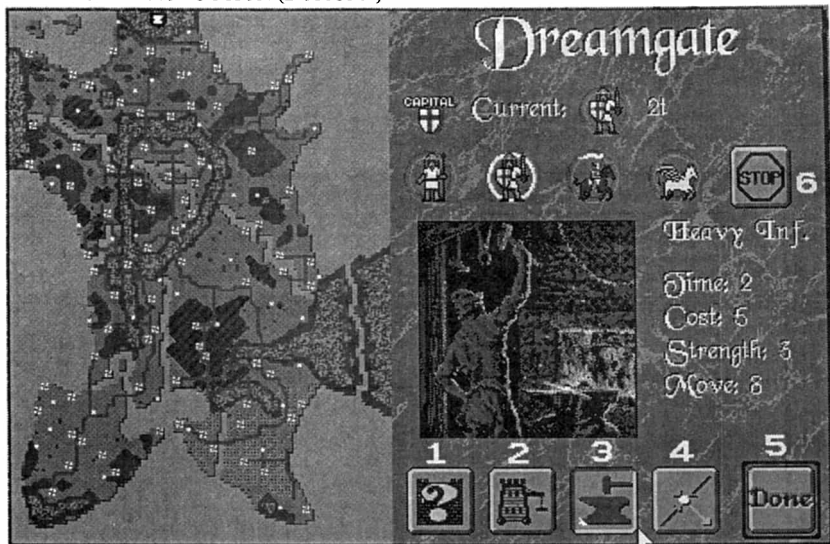 Dreamgate
CAPITAL
Current: 2t
STOP
6
Heavy Inf.
Time: 2
Cost: 5
Strength: 3
Move: 8
1 2 3 4 5
?
Done